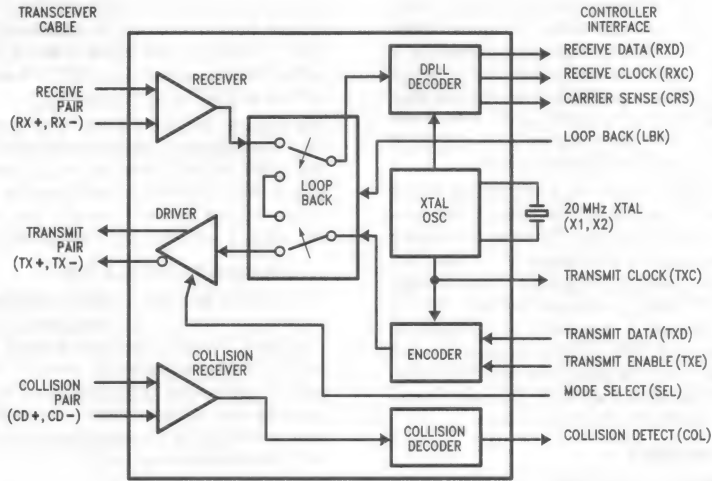 TRANSCEIVER
CABLE
CONTROLLER
INTERFACE
RECEIVE
PAIR
(RX+, RX-)
RECEIVER
DPLL
DECODER
RECEIVE DATA (RXD)
RECEIVE CLOCK (RXC)
CARRIER SENSE (CRS)
LOOP BACK (LBK)
LOOP
BACK
XTAL
OSC
20 MHz XTAL
(X1, X2)
DRIVER
TRANSMIT
PAIR
(TX+, TX-)
TRANSMIT CLOCK (TXC)
ENCODER
TRANSMIT DATA (TXD)
TRANSMIT ENABLE (TXE)
MODE SELECT (SEL)
COLLISION
RECEIVER
COLLISION
PAIR
(CD+, CD-)
COLLISION
DECODER
COLLISION DETECT (COL)